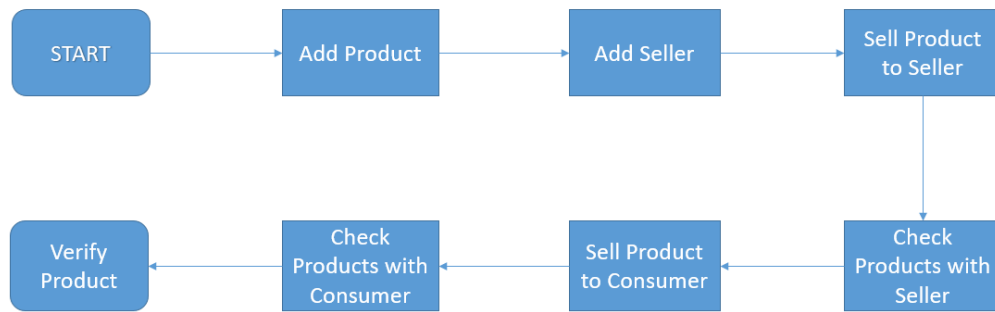 START
Add Product
Add Seller
Sell Product
to Seller
Check
Products with
Seller
Sell Product
to Consumer
Check
Products with
Consumer
Verify
Product